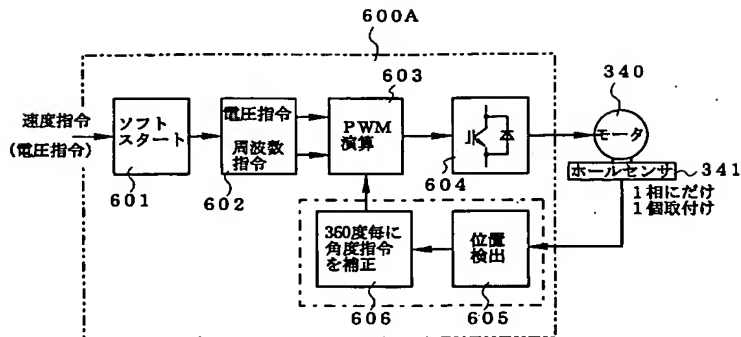 600A
603
340
速度指令
(電圧指令)
ソフト
スタート
電圧指令
周波数
指令
PWM
演算
モータ
ホールセンサ
341
1相にだけ
1個取付け
601
602
604
360度毎に
角度指令
を補正
位置
検出
606
605